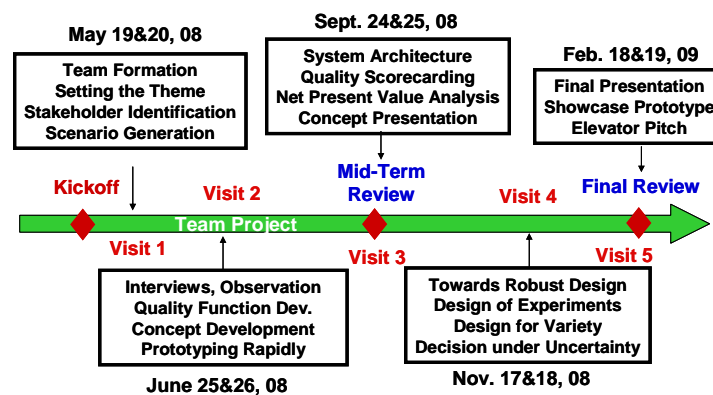 May 19&20, 08
Team Formation
Setting the Theme
Stakeholder Identification
Scenario Generation
Sept. 24&25, 08
System Architecture
Quality Scorecarding
Net Present Value Analysis
Concept Presentation
Feb. 18&19, 09
Final Presentation
Showcase Prototype
Elevator Pitch
Kickoff
Visit 2
Mid-Term
Review
Visit 4
Final Review
Team Project
Visit 1
Visit 3
Visit 5
Interviews, Observation
Quality Function Dev.
Concept Development
Prototyping Rapidly
June 25&26, 08
Towards Robust Design
Design of Experiments
Design for Variety
Decision under Uncertainty
Nov. 17&18, 08